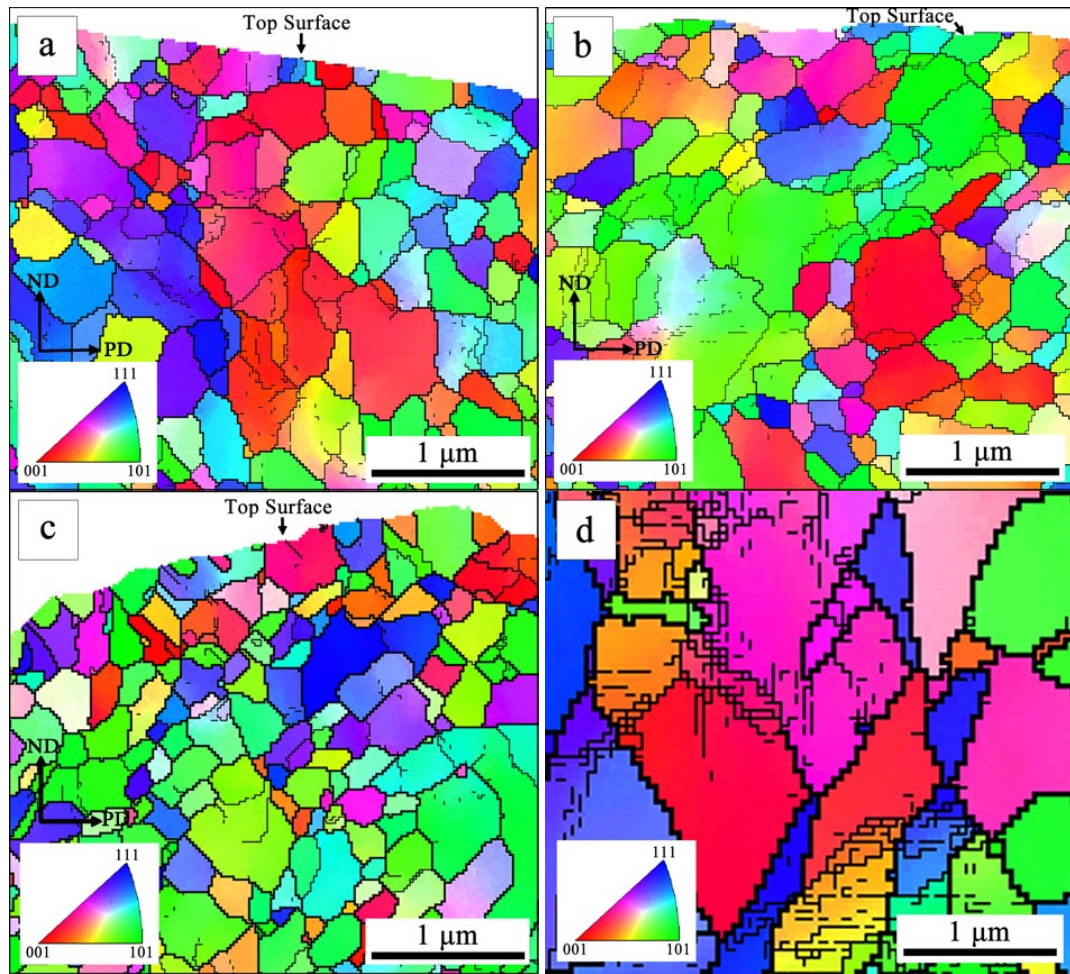 a
Top Surface
ND
PD
111
001
101
1 μm
b
Top Surface
ND
PD
111
001
101
1 μm
c
Top Surface
ND
PD
111
001
101
1 μm
d
111
001
101
1 μm